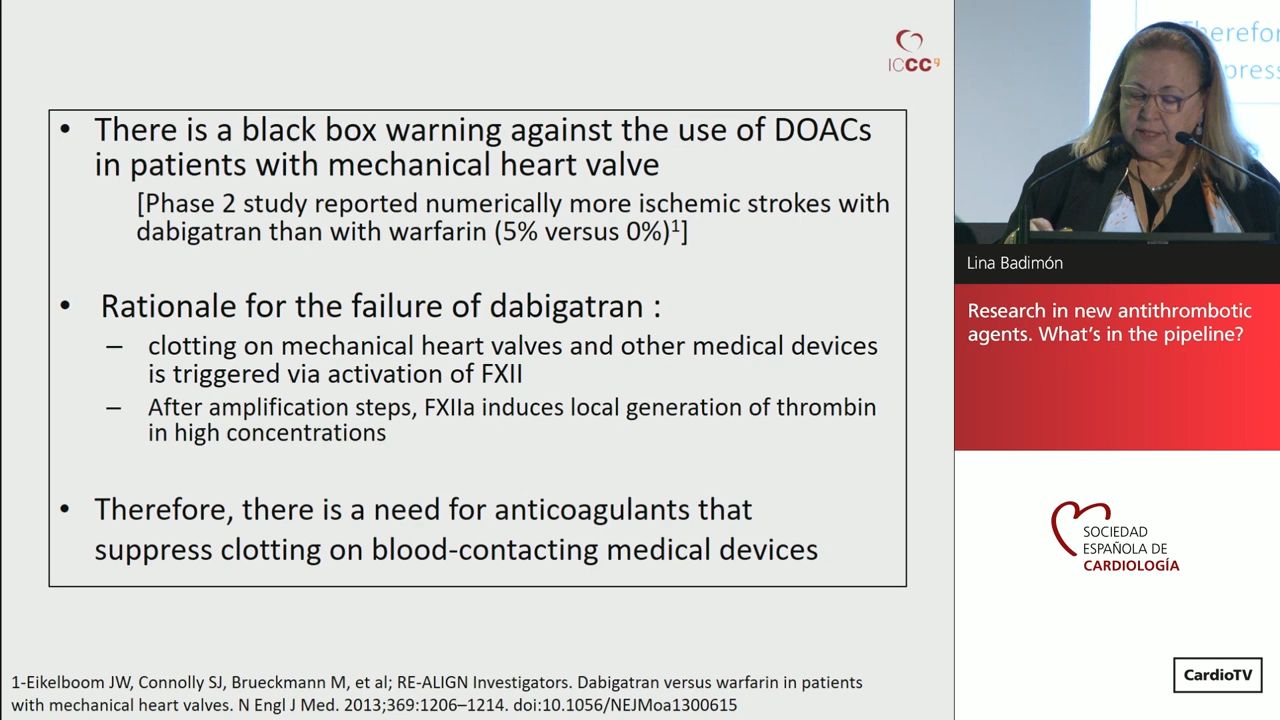 ICCC
• There is a black box warning against the use of DOACs
in patients with mechanical heart valve
[Phase 2 study reported numerically more ischemic strokes with
dabigatran than with warfarin (5% versus 0%)¹]
• Rationale for the failure of dabigatran :
– clotting on mechanical heart valves and other medical devices
is triggered via activation of FXII
– After amplification steps, FXIIa induces local generation of thrombin
in high concentrations
• Therefore, there is a need for anticoagulants that
suppress clotting on blood-contacting medical devices
1-Eikelboom JW, Connolly SJ, Brueckmann M, et al; RE-ALIGN Investigators. Dabigatran versus warfarin in patients
with mechanical heart valves. N Engl J Med. 2013;369:1206–1214. doi:10.1056/NEJMoa1300615
Lina Badimón
Research in new antithrombotic
agents. What's in the pipeline?
SOCIEDAD
ESPAÑOLA DE
CARDIOLOGÍA
CardioTV